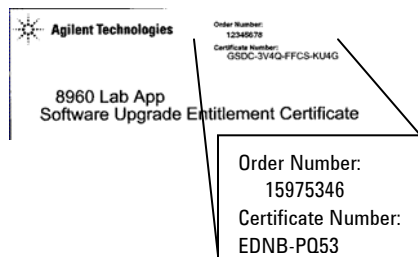 Agilent Technologies
Order Number:
12345678
Certificate Number:
GSDC-3V4Q-FFCS-KU4G
8960 Lab App
Software Upgrade Entitlement Certificate
Order Number:
15975346
Certificate Number:
EDNB-PQ53